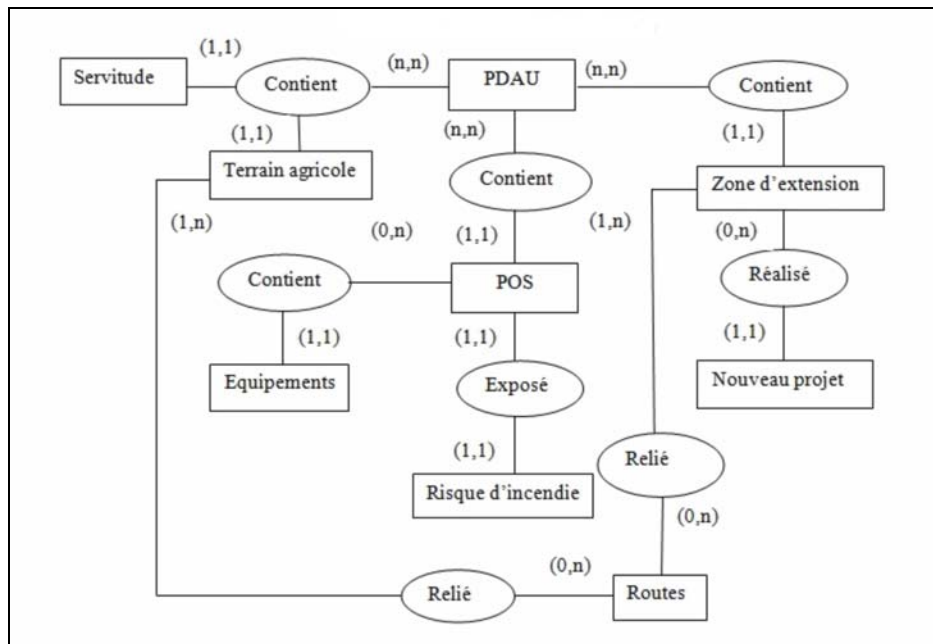 (1,1)
Servitude
Contient
(n,n)
PDAU
(n,n)
Contient
(1,1)
(n,n)
(1,1)
Terrain agricole
Contient
Zone d'extension
(1,n)
(0,n)
(1,1)
(1,n)
(0,n)
Contient
POS
Réalisé
(1,1)
(1,1)
(1,1)
Equipements
Exposé
Nouveau projet
(1,1)
Relié
Risque d'incendie
(0,n)
(0,n)
Relié
Routes